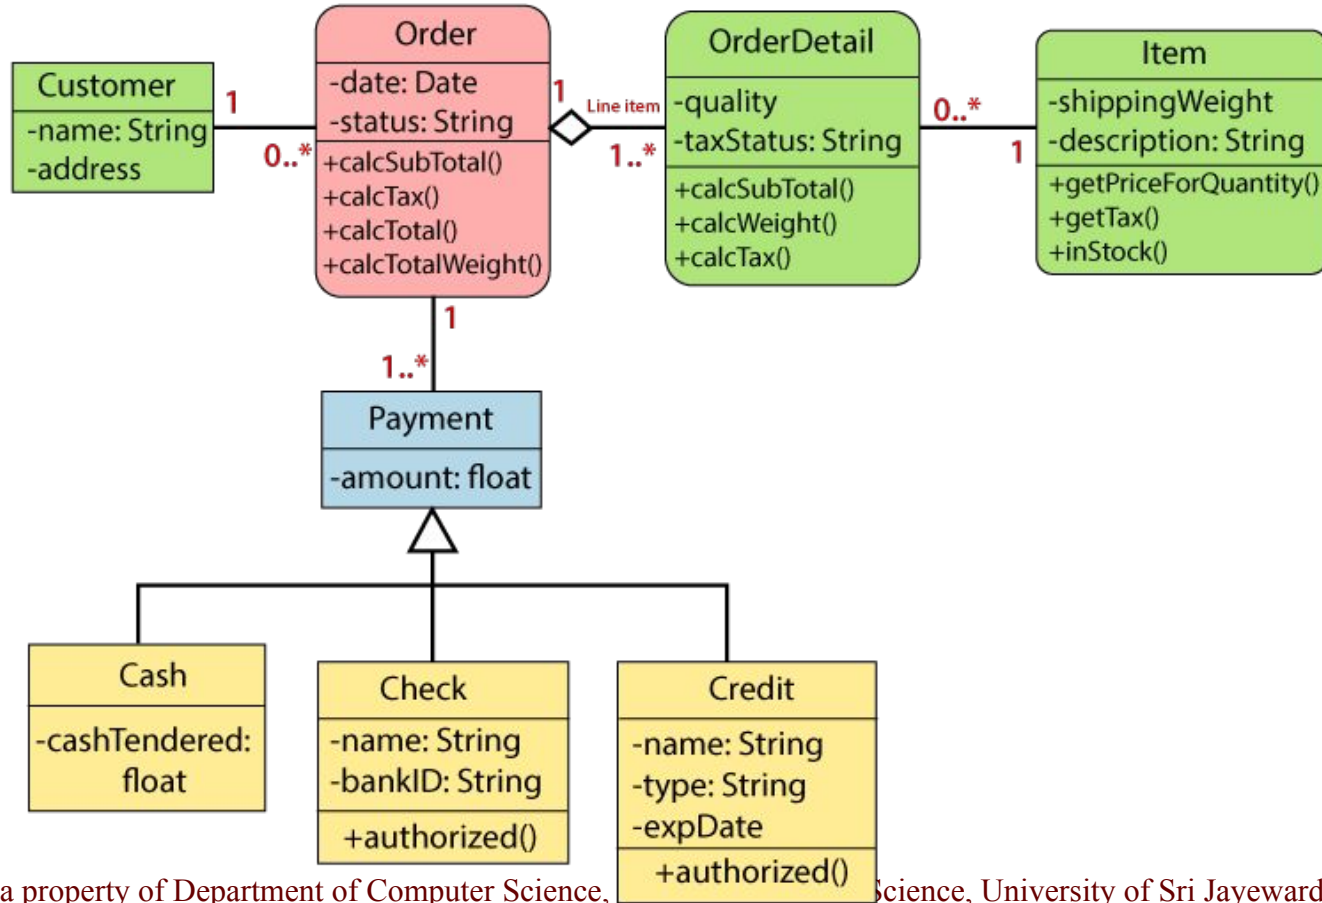 Customer
-name: String
-address
1
0..*
Order
-date: Date
-status: String
+calcSubTotal()
+calcTax()
+calcTotal()
+calcTotalWeight()
1
Line item
1..*
OrderDetail
-quality
-taxStatus: String
+calcSubTotal()
+calcWeight()
+calcTax()
0..*
1
Item
-shippingWeight
-description: String
+getPriceForQuantity()
+getTax()
+inStock()
1
1..*
Payment
-amount: float
Cash
-cashTendered:
float
Check
-name: String
-bankID: String
+authorized()
Credit
-name: String
-type: String
-expDate
+authorized()
a property of Department of Computer Science, Science, University of Sri Jayeward